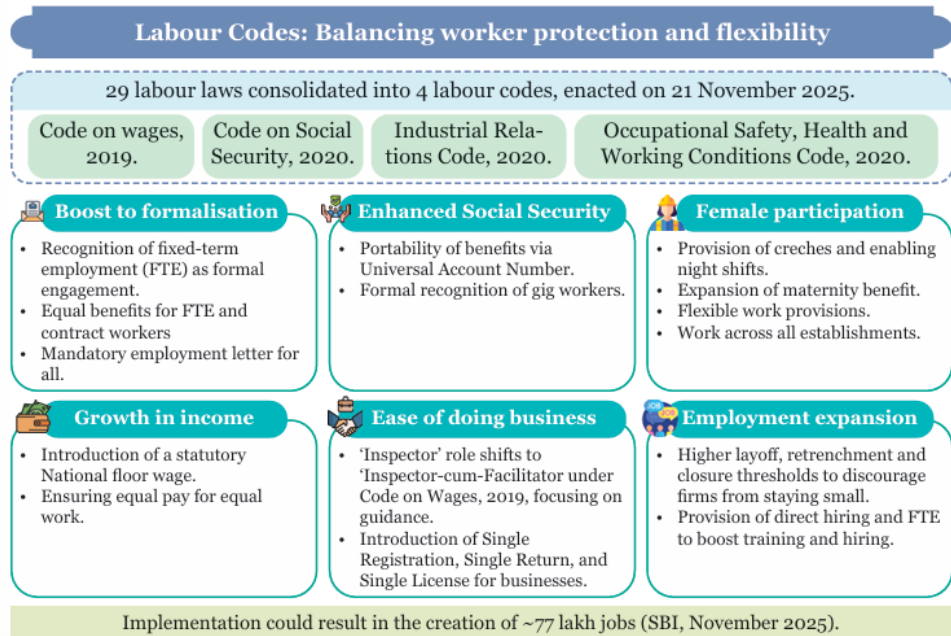 Labour Codes: Balancing worker protection and flexibility
29 labour laws consolidated into 4 labour codes, enacted on 21 November 2025.
Code on wages,
2019.
Code on Social
Security, 2020.
Industrial Rela-
tions Code, 2020.
Occupational Safety, Health and
Working Conditions Code, 2020.
Boost to formalisation
• Recognition of fixed-term
employment (FTE) as formal
engagement.
• Equal benefits for FTE and
contract workers
• Mandatory employment letter for
all.
Enhanced Social Security
• Portability of benefits via
Universal Account Number.
• Formal recognition of gig workers.
Female participation
• Provision of creches and enabling
night shifts.
• Expansion of maternity benefit.
• Flexible work provisions.
• Work across all establishments.
Growth in income
• Introduction of a statutory
National floor wage.
• Ensuring equal pay for equal
work.
Ease of doing business
• ‘Inspector’ role shifts to
‘Inspector-cum-Facilitator under
Code on Wages, 2019, focusing on
guidance.
• Introduction of Single
Registration, Single Return, and
Single License for businesses.
JOB
JOB
Employment expansion
• Higher layoff, retrenchment and
closure thresholds to discourage
firms from staying small.
• Provision of direct hiring and FTE
to boost training and hiring.
Implementation could result in the creation of ~77 lakh jobs (SBI, November 2025).